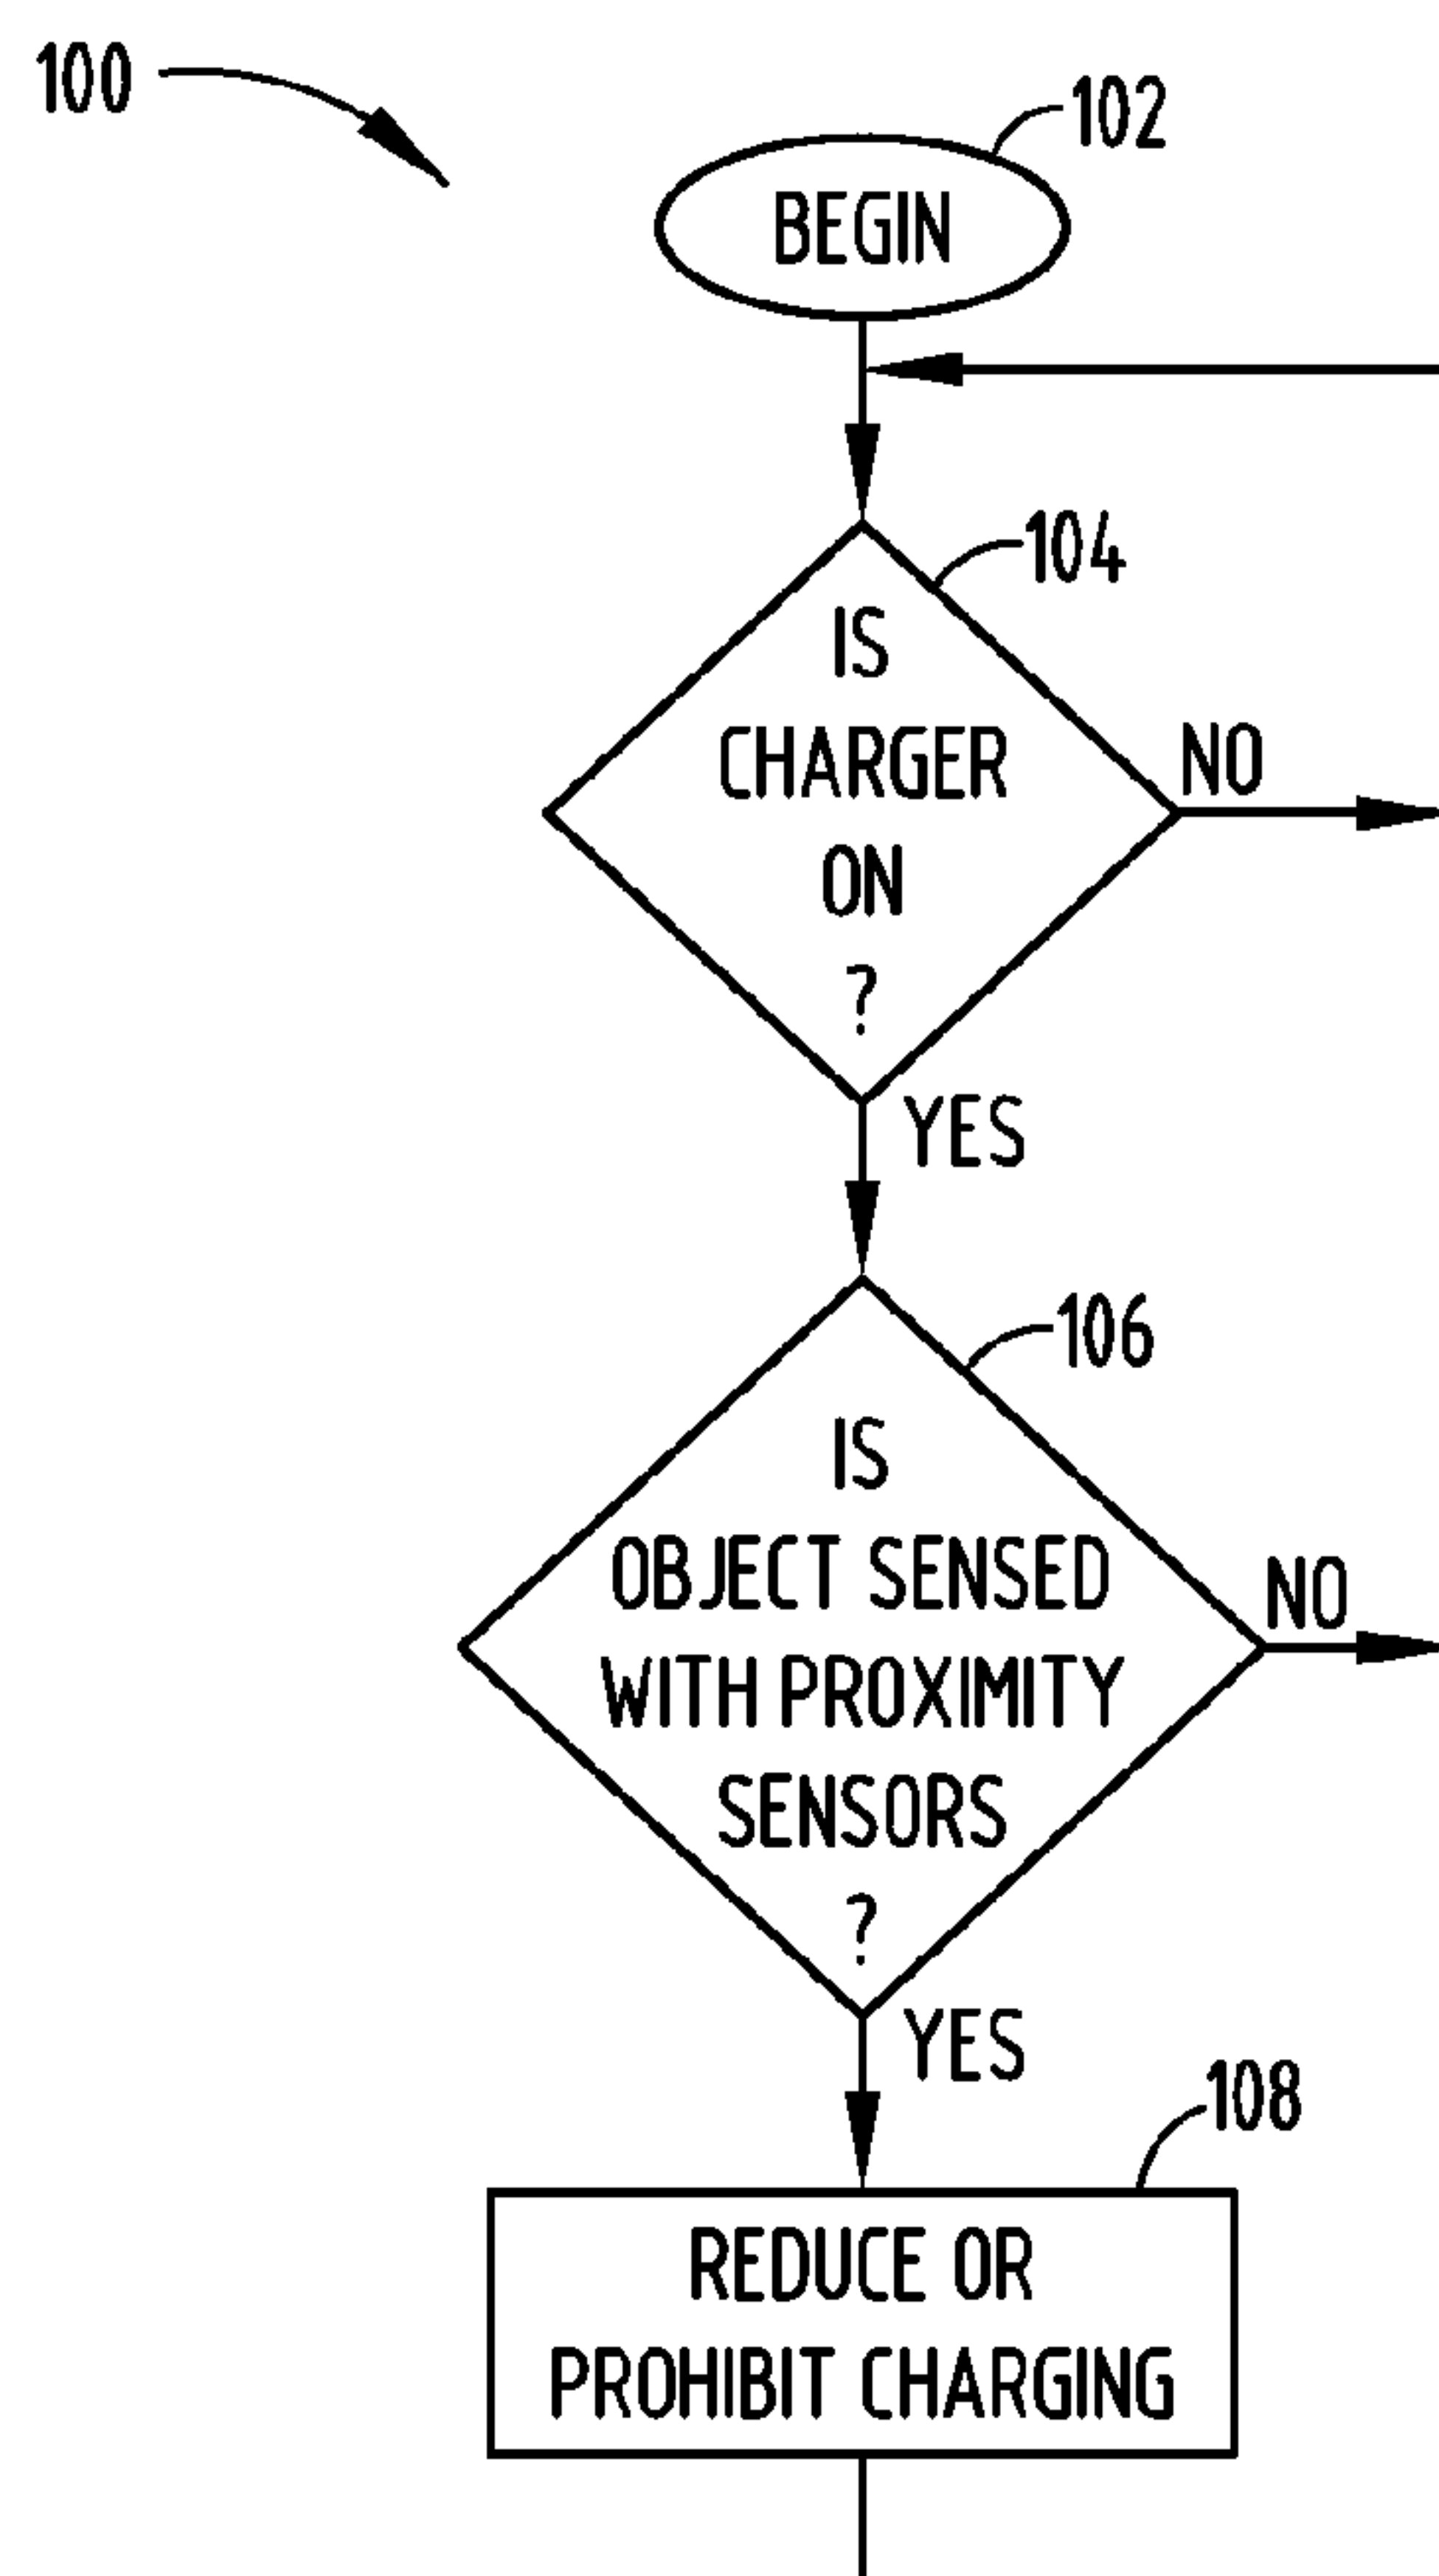 100
102
BEGIN
104
IS
CHARGER
ON
?
NO
YES
106
IS
OBJECT SENSED
WITH PROXIMITY
SENSORS
?
NO
YES
108
REDUCE OR
PROHIBIT CHARGING